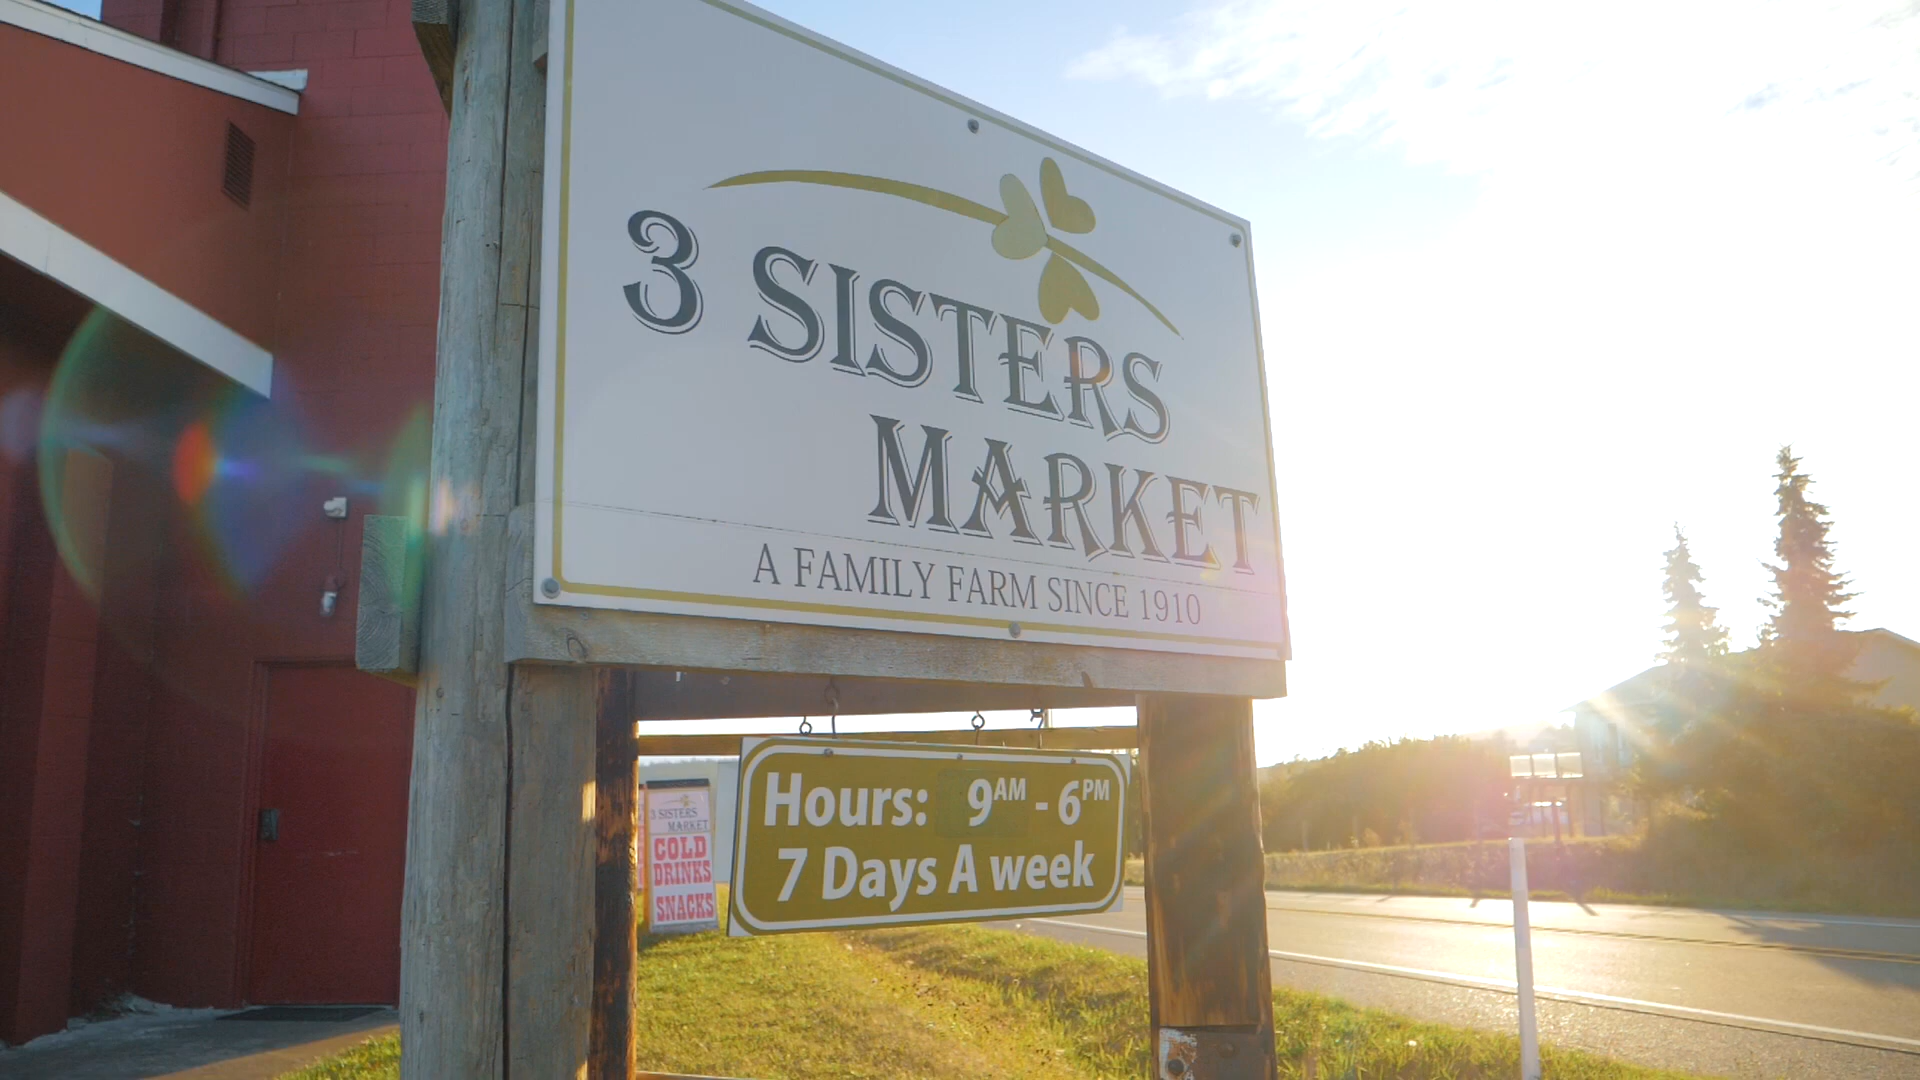 3 SISTERS
MARKET
A FAMILY FARM SINCE 1910
Hours: 9AM - 6PM
7 Days A week
3 SISTERS
MARKET
COLD
DRINKS
SNACKS